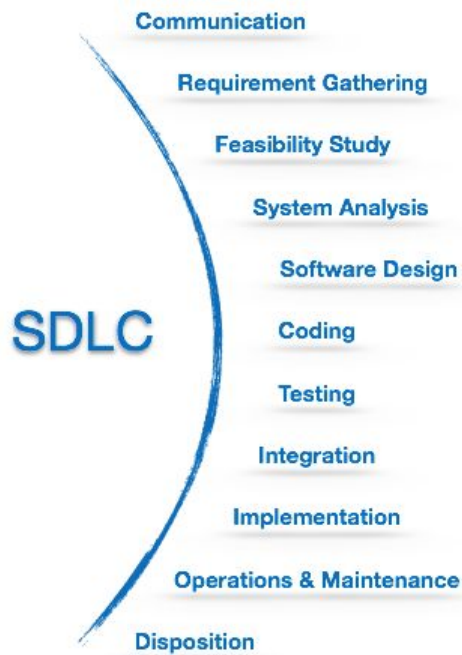 Communication
Requirement Gathering
Feasibility Study
System Analysis
Software Design
SDLC
Coding
Testing
Integration
Implementation
Operations & Maintenance
Disposition